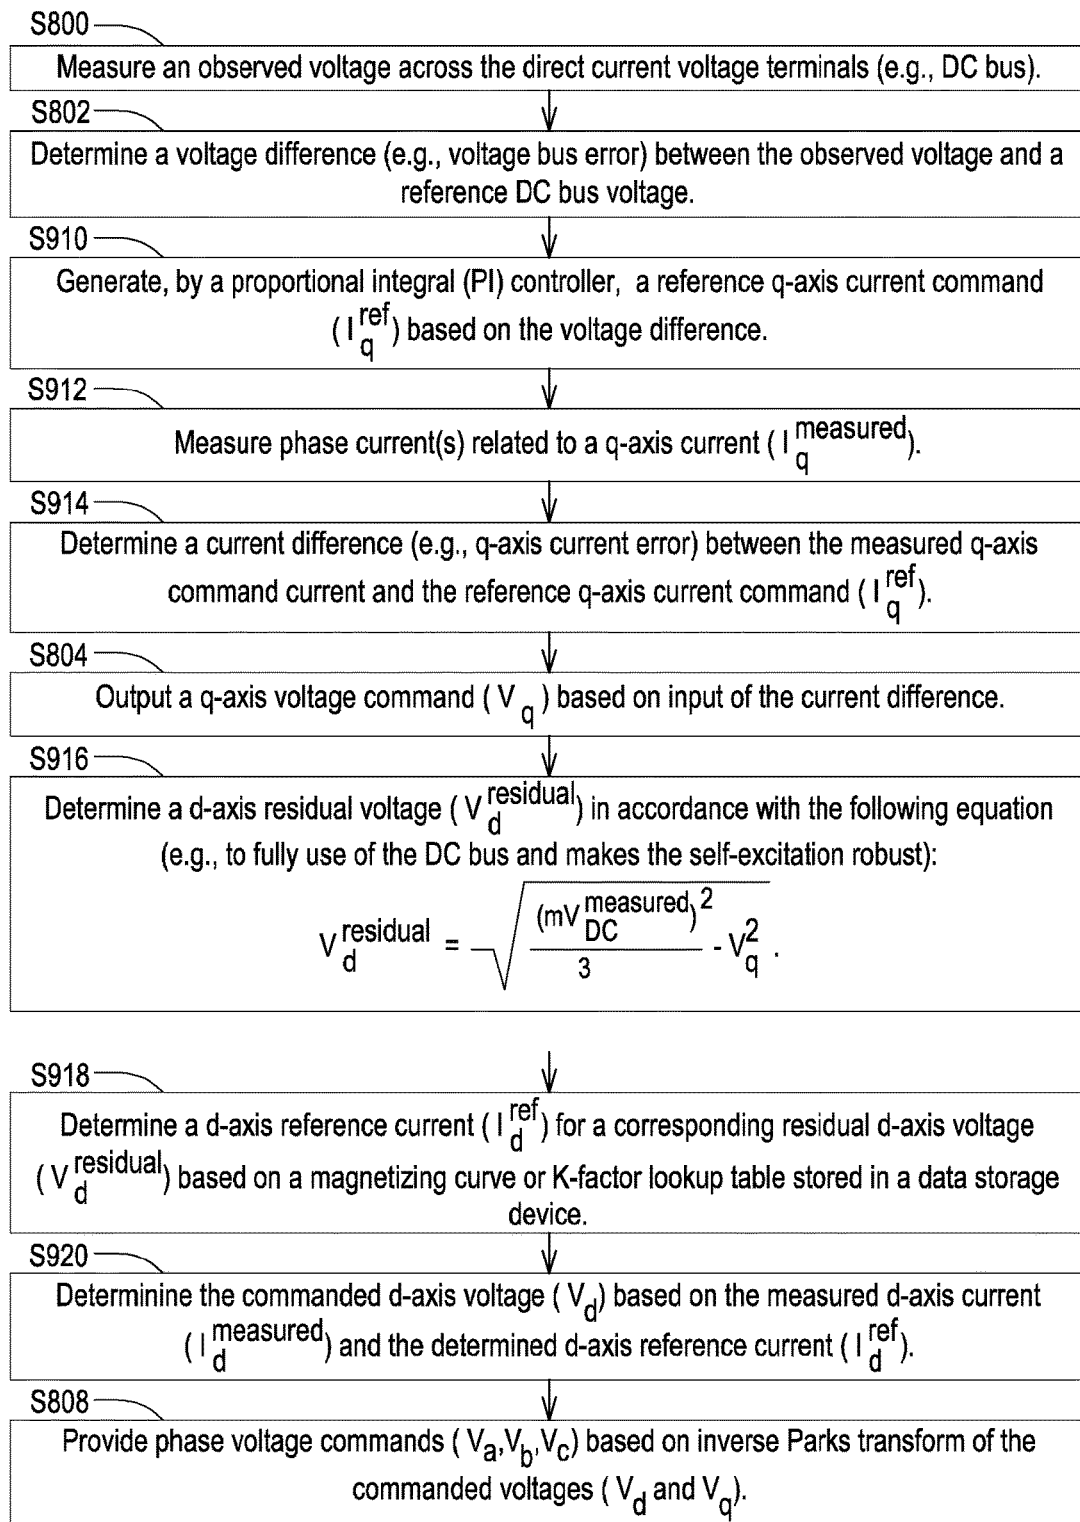 S800
Measure an observed voltage across the direct current voltage terminals (e.g., DC bus).
S802
Determine a voltage difference (e.g., voltage bus error) between the observed voltage and a
reference DC bus voltage.
S910
Generate, by a proportional integral (PI) controller, a reference q-axis current command
( I_q^ref ) based on the voltage difference.
S912
Measure phase current(s) related to a q-axis current ( I_q^measured ).
S914
Determine a current difference (e.g., q-axis current error) between the measured q-axis
command current and the reference q-axis current command ( I_q^ref ).
S804
Output a q-axis voltage command ( V_q ) based on input of the current difference.
S916
Determine a d-axis residual voltage ( V_d^residual ) in accordance with the following equation
(e.g., to fully use of the DC bus and makes the self-excitation robust):
V_d^residual = √( (mV_DC^measured)^2 / 3 - V_q^2 ) .
S918
Determine a d-axis reference current ( I_d^ref ) for a corresponding residual d-axis voltage
( V_d^residual ) based on a magnetizing curve or K-factor lookup table stored in a data storage
device.
S920
Determinine the commanded d-axis voltage ( V_d ) based on the measured d-axis current
( I_d^measured ) and the determined d-axis reference current ( I_d^ref ).
S808
Provide phase voltage commands ( V_a,V_b,V_c ) based on inverse Parks transform of the
commanded voltages ( V_d and V_q ).